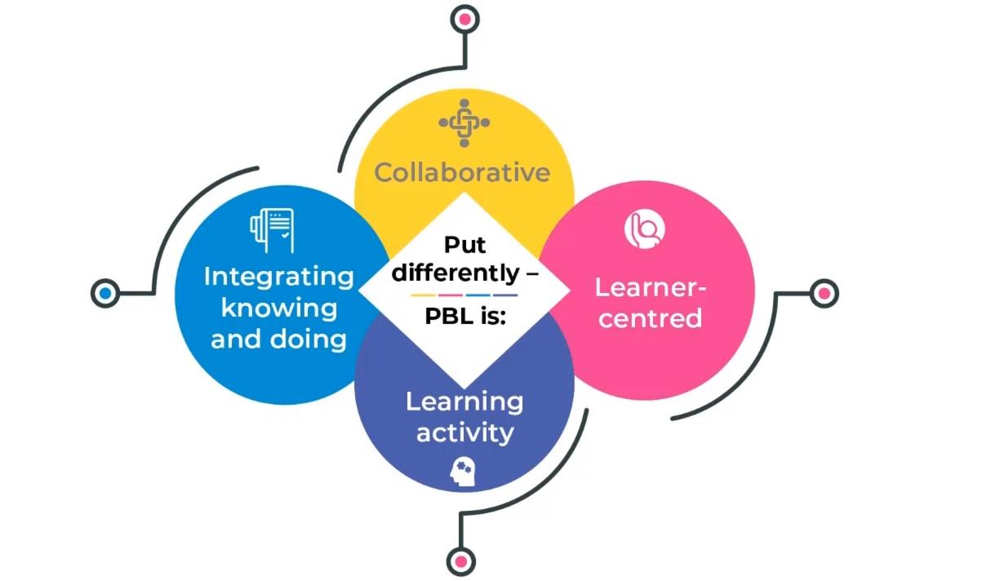 Collaborative
Put
differently –
PBL is:
Integrating
knowing
and doing
Learner-
centred
Learning
activity